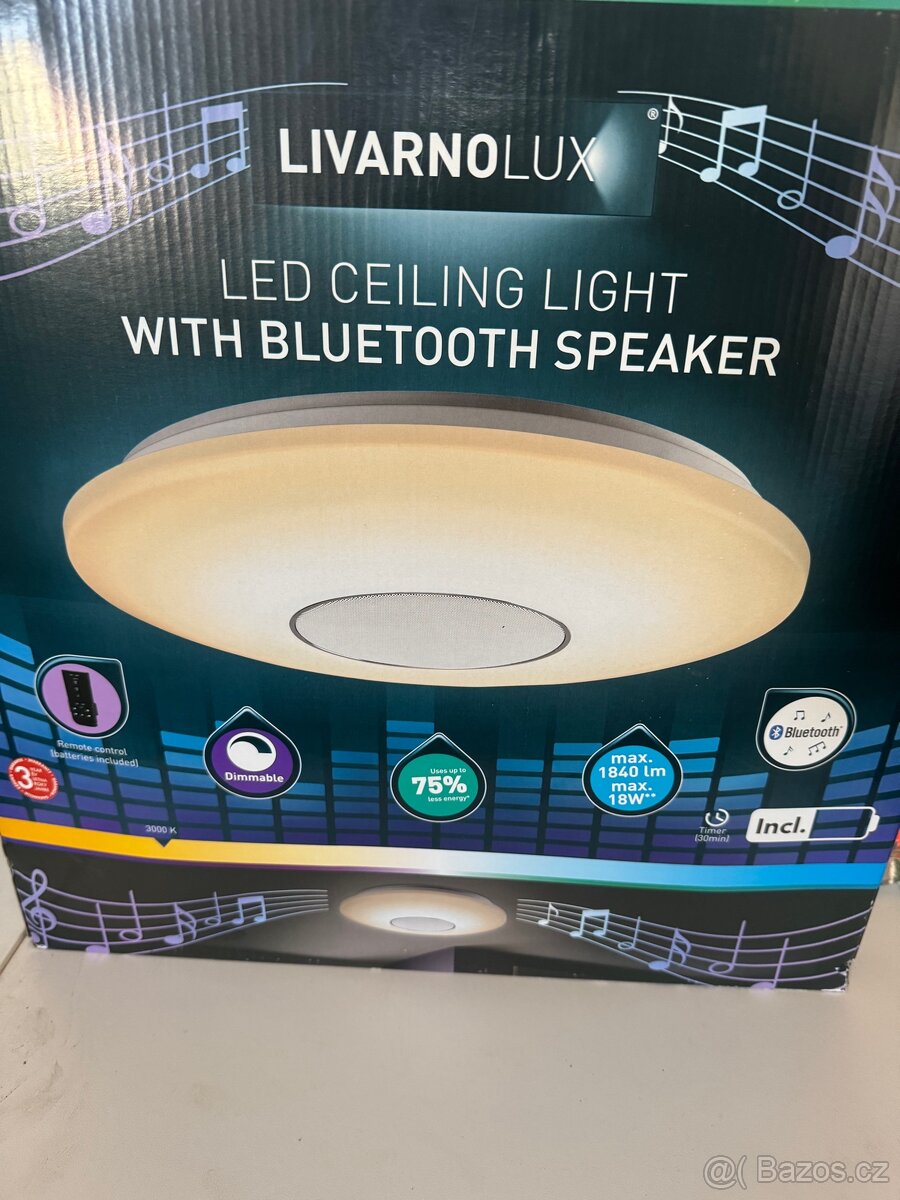 LIVARNOLUX®
LED CEILING LIGHT
WITH BLUETOOTH SPEAKER
Remote control
(batteries included)
3
Dimmable
Uses up to
75%
less energy*
max.
1840 lm
max.
18W**
Bluetooth®
Timer
(30min)
Incl.
3000 K
@( Bazos.cz